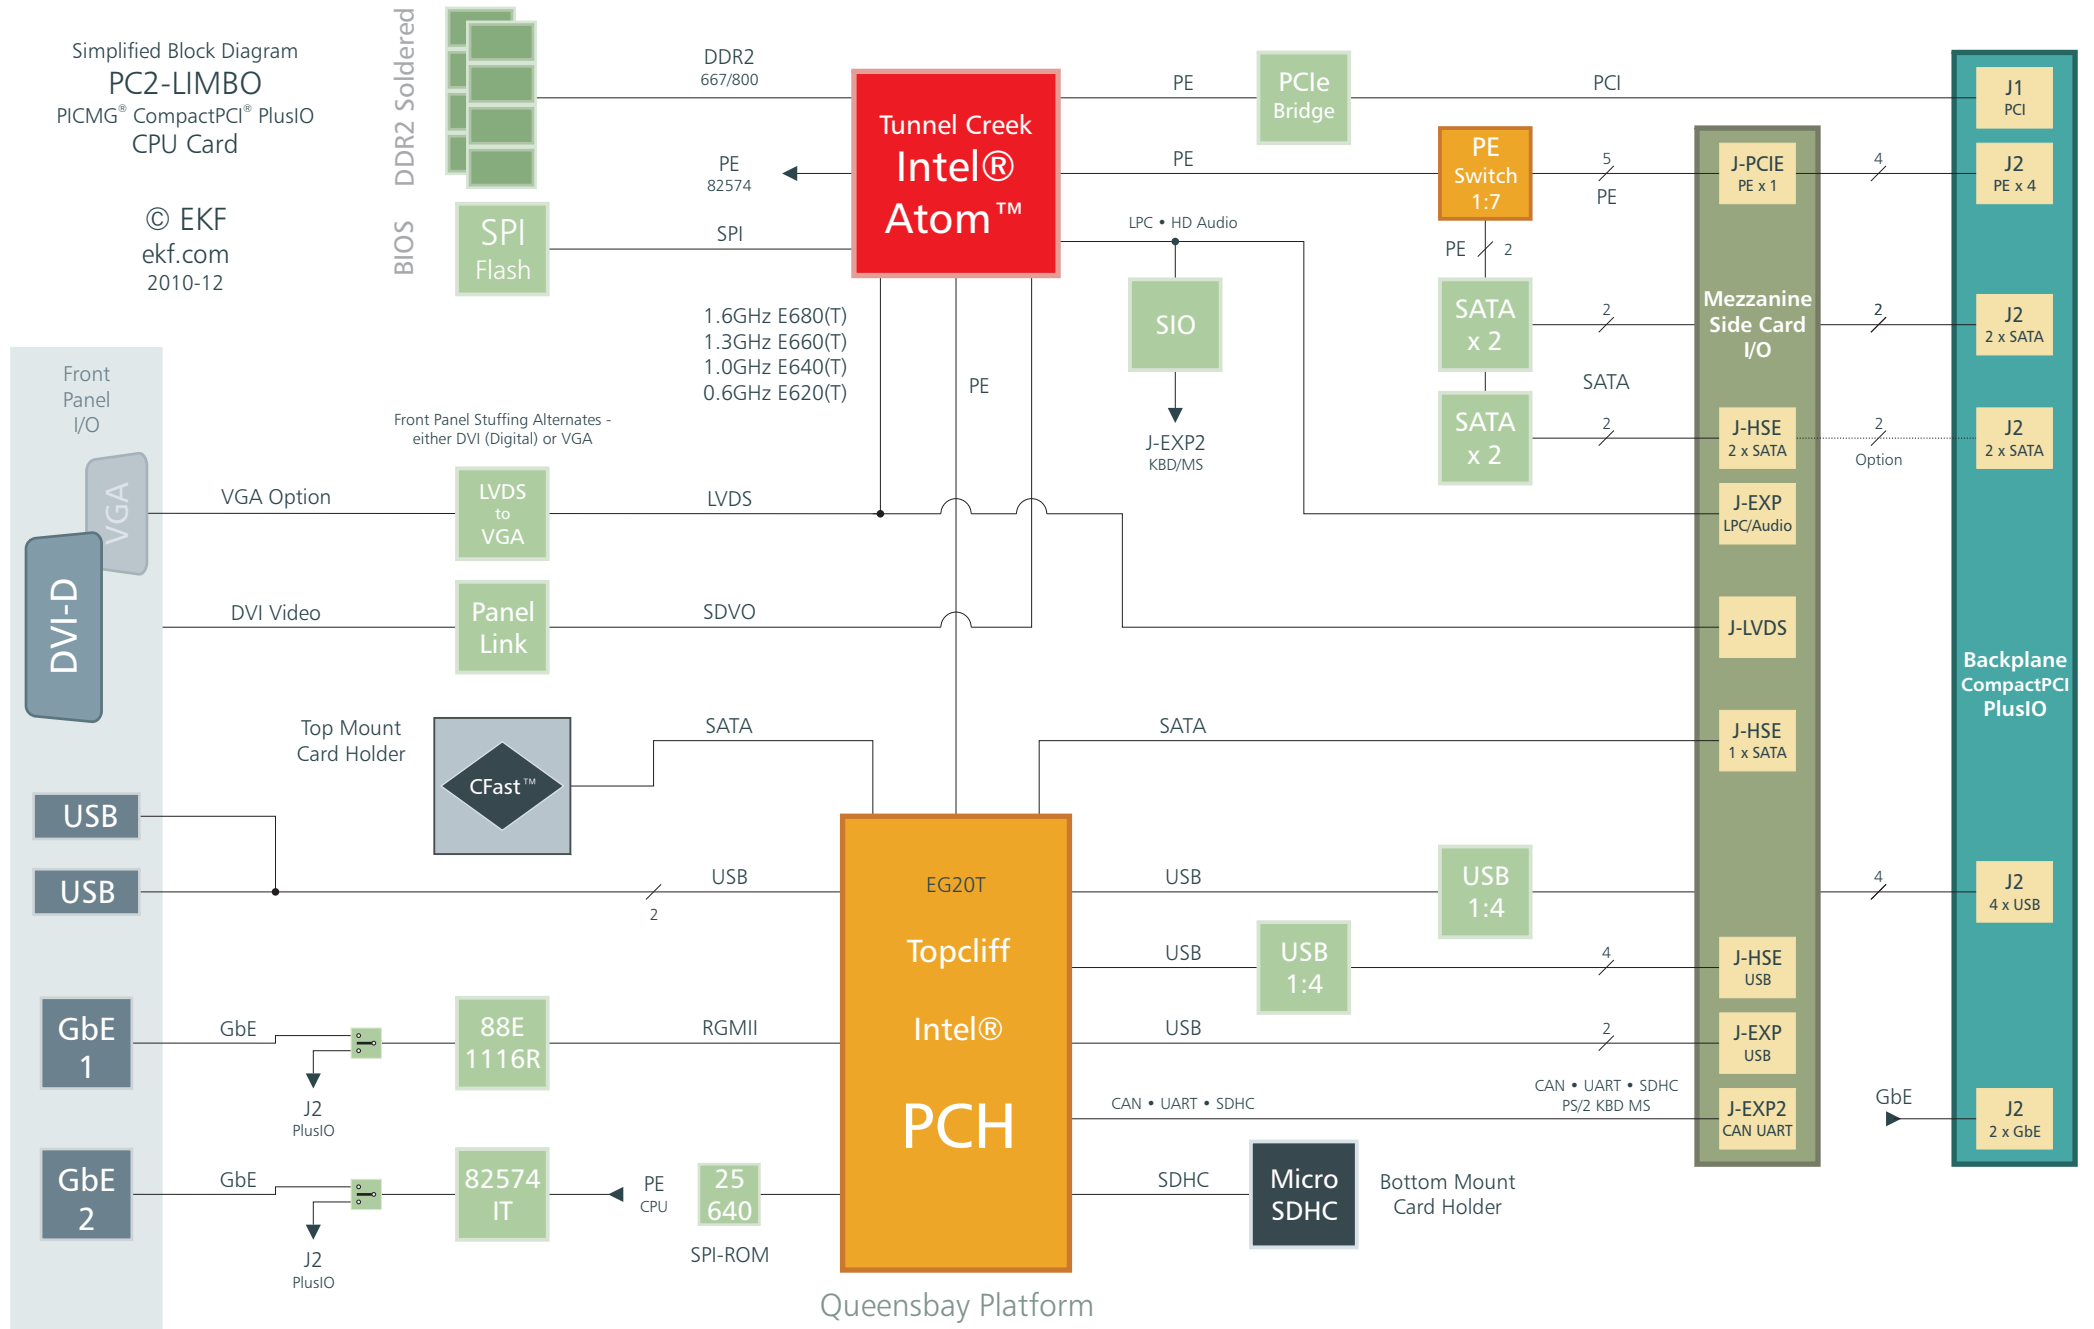 Simplified Block Diagram
PC2-LIMBO
PICMG® CompactPCI® PlusIO
CPU Card
© EKF
ekf.com
2010-12
DDR2 Soldered
BIOS
SPI
Flash
DDR2
667/800
PE
82574
SPI
Tunnel Creek
Intel®
Atom™
1.6GHz E680(T)
1.3GHz E660(T)
1.0GHz E640(T)
0.6GHz E620(T)
PE
PE
PCIe
Bridge
PCI
PE
PE
Switch
1:7
5
PE
4
LPC • HD Audio
PE
2
SIO
J-EXP2
KBD/MS
SATA
x 2
2
SATA
SATA
x 2
2
2
2
Option
Mezzanine
Side Card
I/O
J-PCIE
PE x 1
J-HSE
2 x SATA
J-EXP
LPC/Audio
J-LVDS
J-HSE
1 x SATA
J-HSE
USB
J-EXP
USB
J-EXP2
CAN UART
J1
PCI
J2
PE x 4
J2
2 x SATA
J2
2 x SATA
Backplane
CompactPCI
PlusIO
J2
4 x USB
J2
2 x GbE
Front
Panel
I/O
VGA
DVI-D
Front Panel Stuffing Alternates -
either DVI (Digital) or VGA
VGA Option
LVDS
to
VGA
LVDS
DVI Video
Panel
Link
SDVO
Top Mount
Card Holder
CFast™
SATA
SATA
USB
USB
USB
2
EG20T
Topcliff
Intel®
PCH
USB
USB
1:4
4
USB
USB
1:4
4
USB
2
GbE
1
GbE
J2
PlusIO
88E
1116R
RGMII
CAN • UART • SDHC
CAN • UART • SDHC
PS/2 KBD MS
GbE
GbE
2
GbE
J2
PlusIO
82574
IT
PE
CPU
25
640
SPI-ROM
SDHC
Micro
SDHC
Bottom Mount
Card Holder
Queensbay Platform